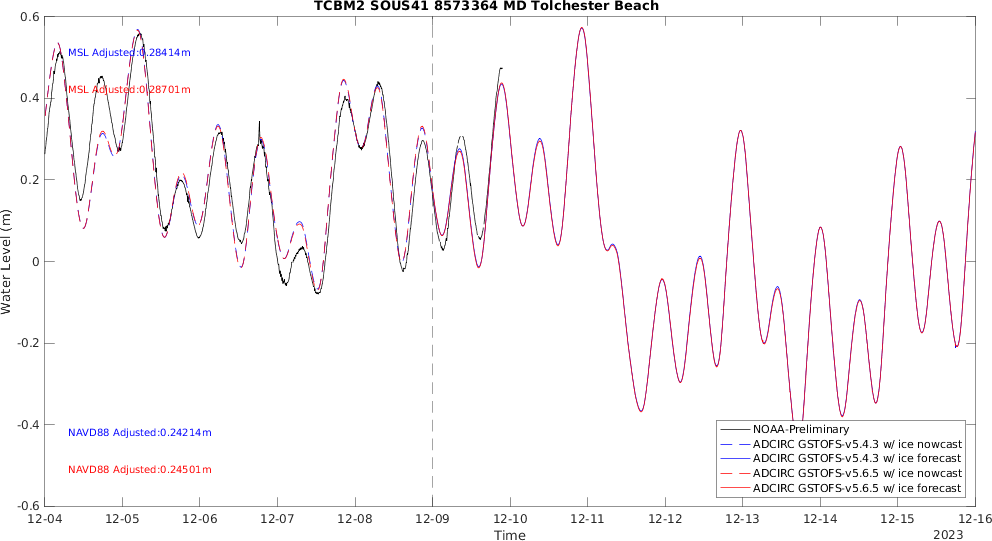 TCBM2 SOUS41 8573364 MD Tolchester Beach
0.6
0.4
0.2
0
-0.2
-0.4
-0.6
Water Level (m)
MSL Adjusted:0.28414m
MSL Adjusted:0.28701m
NAVD88 Adjusted:0.24214m
NAVD88 Adjusted:0.24501m
NOAA-Preliminary
ADCIRC GSTOFS-v5.4.3 w/ ice nowcast
ADCIRC GSTOFS-v5.4.3 w/ ice forecast
ADCIRC GSTOFS-v5.6.5 w/ ice nowcast
ADCIRC GSTOFS-v5.6.5 w/ ice forecast
12-04 12-05 12-06 12-07 12-08 12-09 12-10 12-11 12-12 12-13 12-14 12-15 12-16
Time
2023